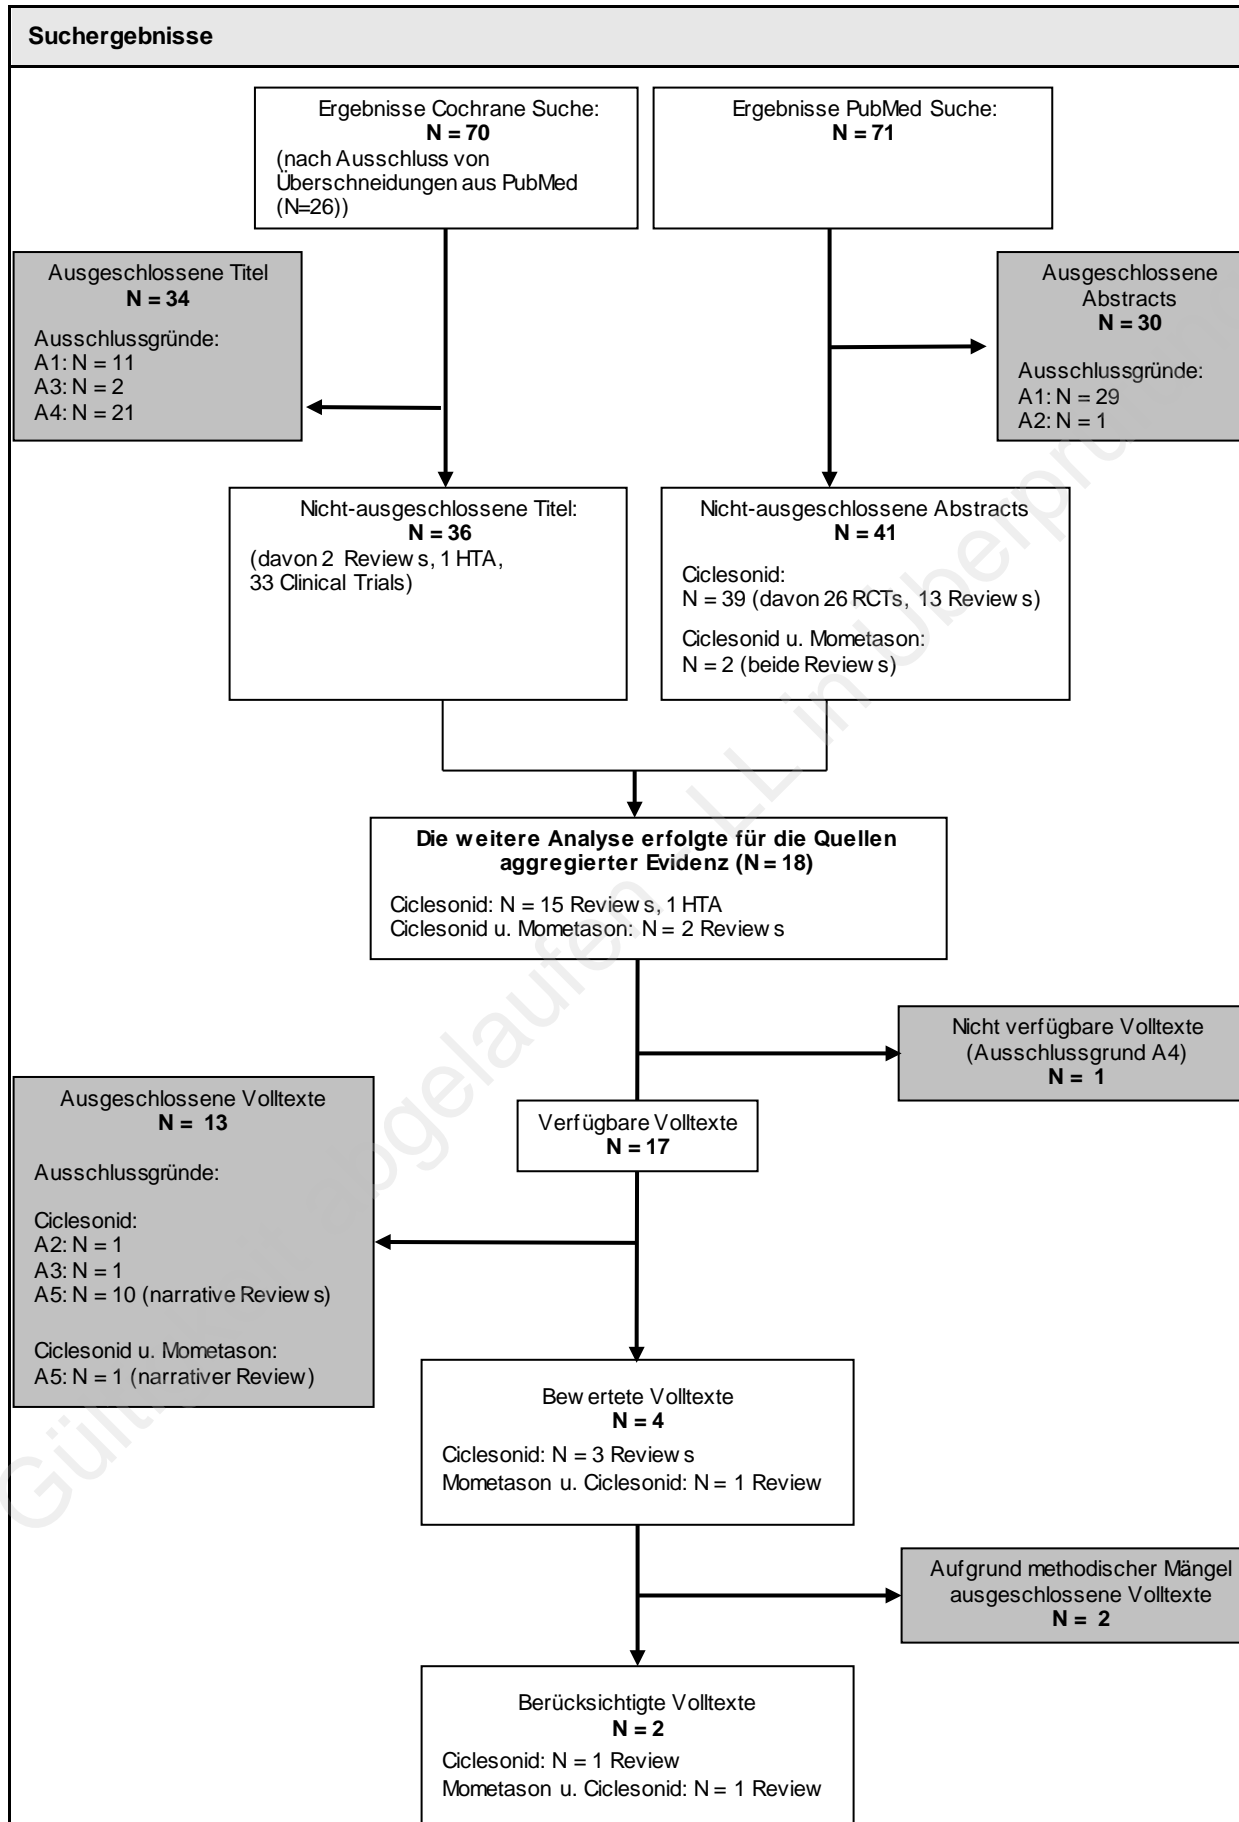 Suchergebnisse
Ergebnisse Cochrane Suche:
N = 70
(nach Ausschluss von
Überschneidungen aus PubMed
(N=26))
Ergebnisse PubMed Suche:
N = 71
Ausgeschlossene Titel
N = 34
Ausschlussgründe:
A1: N = 11
A3: N = 2
A4: N = 21
Ausgeschlossene
Abstracts
N = 30
Ausschlussgründe:
A1: N = 29
A2: N = 1
Nicht-ausgeschlossene Titel:
N = 36
(davon 2 Reviews, 1 HTA,
33 Clinical Trials)
Nicht-ausgeschlossene Abstracts
N = 41
Ciclesonid:
N = 39 (davon 26 RCTs, 13 Reviews)
Ciclesonid u. Mometason:
N = 2 (beide Reviews)
Die weitere Analyse erfolgte für die Quellen
aggregierter Evidenz (N = 18)
Ciclesonid: N = 15 Reviews, 1 HTA
Ciclesonid u. Mometason: N = 2 Reviews
Nicht verfügbare Volltexte
(Ausschlussgrund A4)
N = 1
Ausgeschlossene Volltexte
N = 13
Ausschlussgründe:
Ciclesonid:
A2: N = 1
A3: N = 1
A5: N = 10 (narrative Reviews)
Ciclesonid u. Mometason:
A5: N = 1 (narrativer Review)
Verfügbare Volltexte
N = 17
Bewertete Volltexte
N = 4
Ciclesonid: N = 3 Reviews
Mometason u. Ciclesonid: N = 1 Review
Aufgrund methodischer Mängel
ausgeschlossene Volltexte
N = 2
Berücksichtigte Volltexte
N = 2
Ciclesonid: N = 1 Review
Mometason u. Ciclesonid: N = 1 Review
abgelaufen - LL in